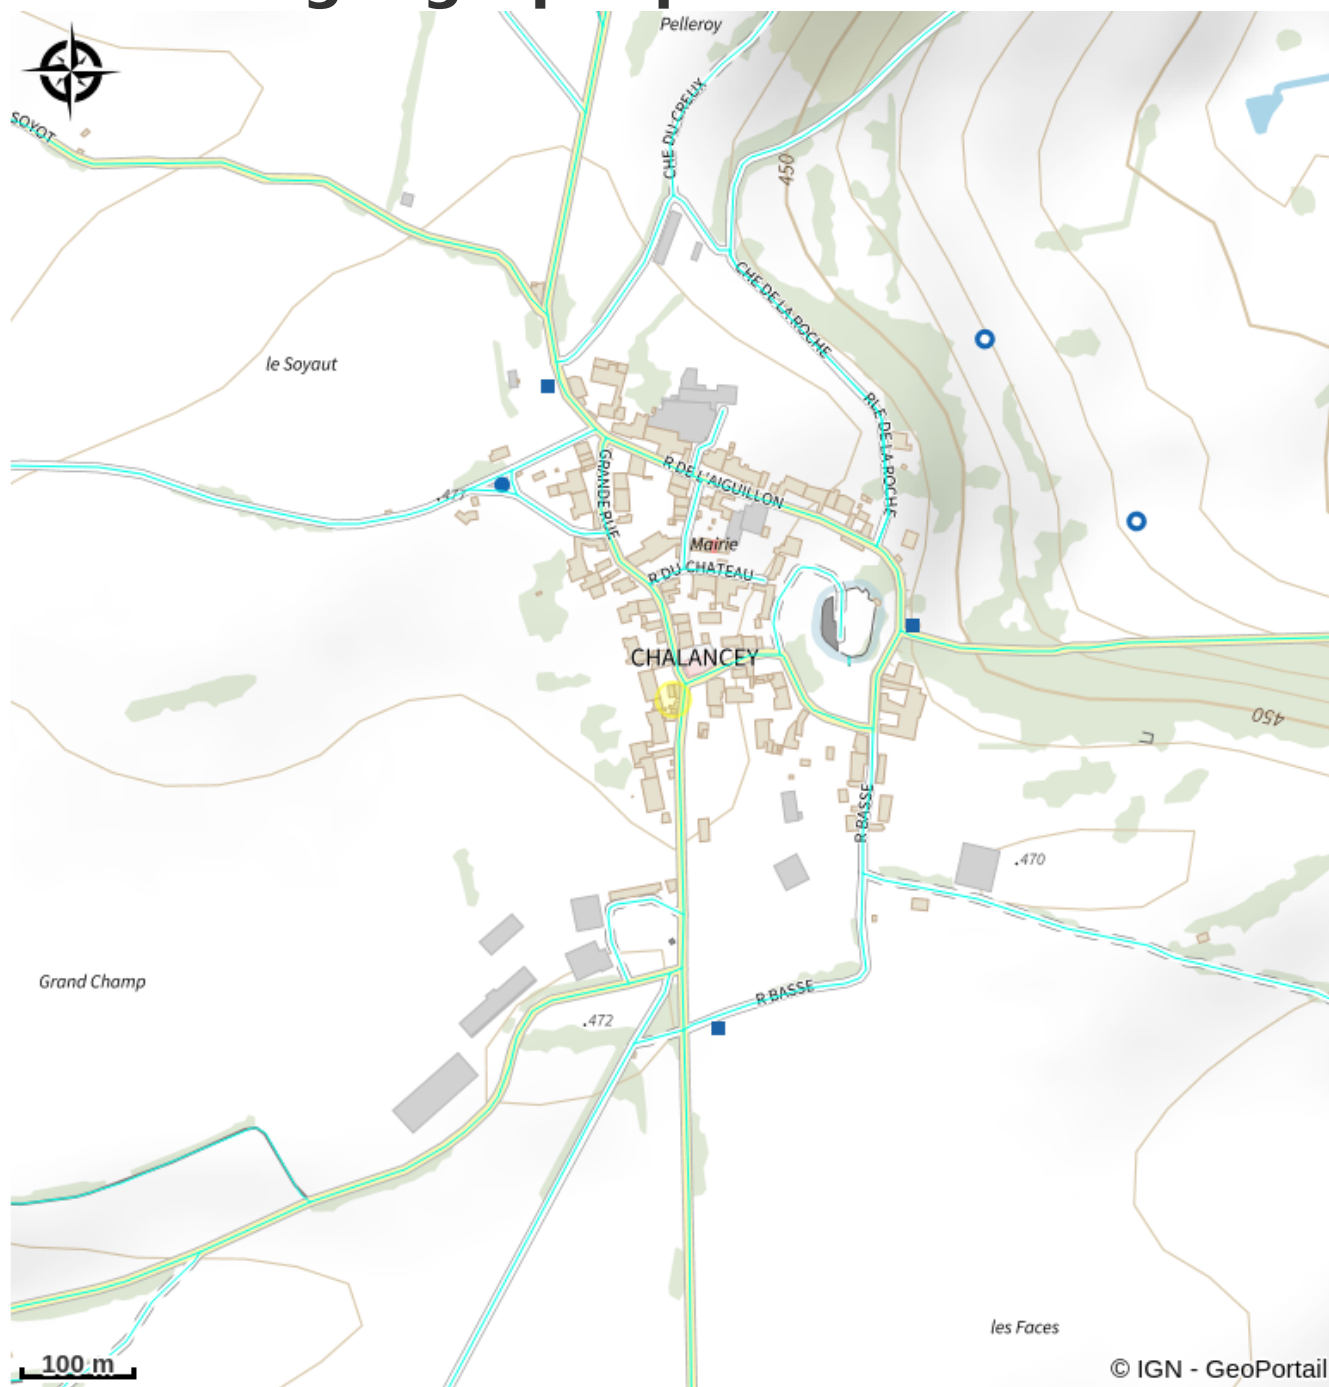 Pelleroy
SOYOT
CHE DU CREUX
450
CHE DE LA ROCHE
le Soyaut
RLE DE LA ROCHE
R DE L'AIGUILLON
GRANDE RUE
.477
Mairie
R DU CHATEAU
CHALANCEY
450
R BASSE
.470
Grand Champ
R BASSE
.472
les Faces
100 m
© IGN - GeoPortail